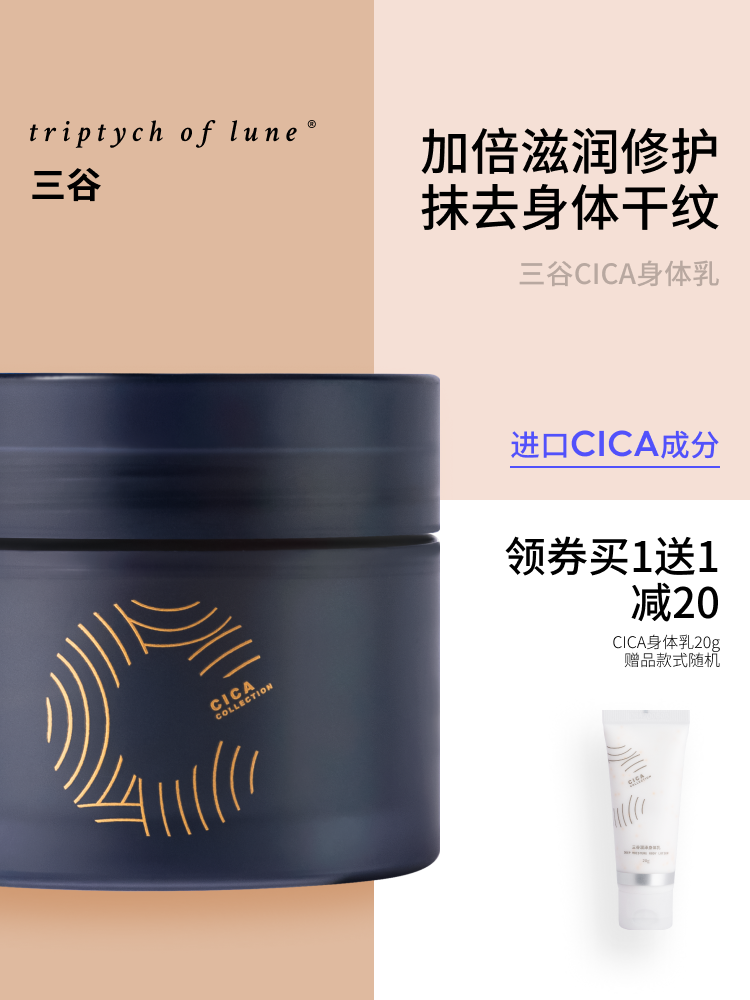 triptych of lune®
三谷
加倍滋润修护
抹去身体干纹
三谷CICA身体乳
进口CICA成分
CICA
COLLECTION
领券买1送1
减20
CICA身体乳20g
赠品款式随机
CICA
COLLECTION